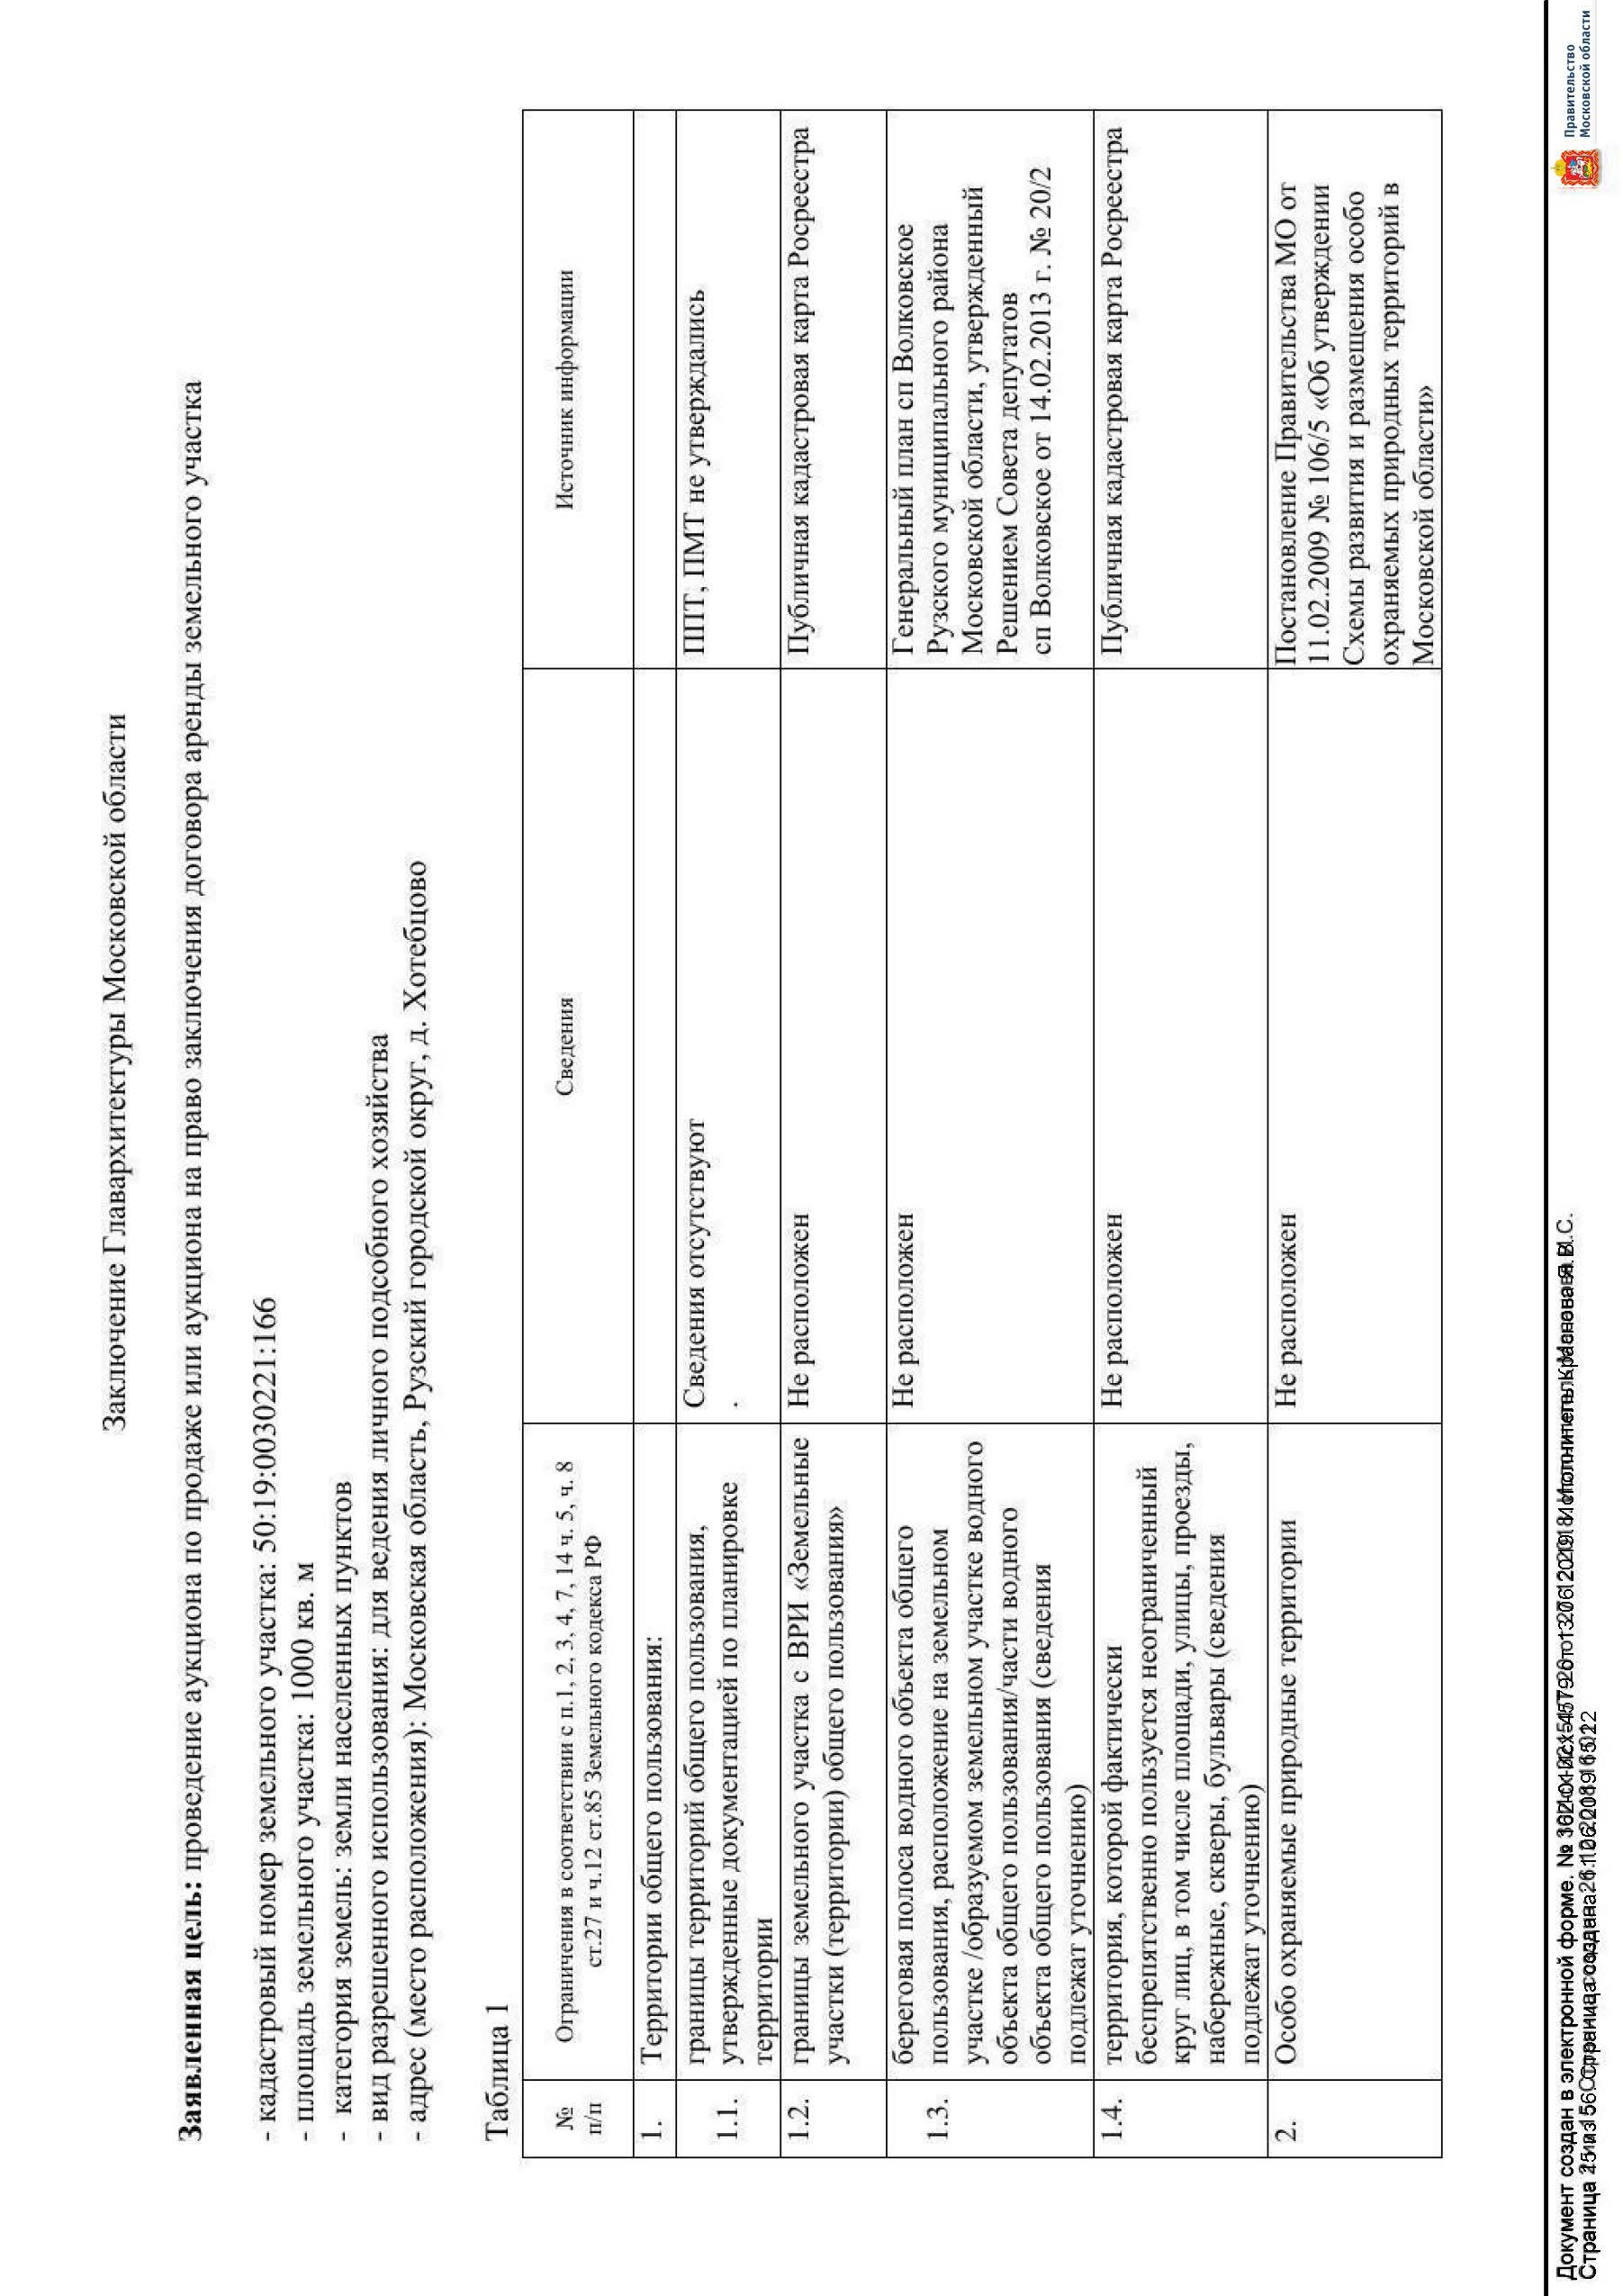 Заключение Главархитектуры Московской области
Заявленная цель: проведение аукциона по продаже или аукциона на право заключения договора аренды земельного участка
- кадастровый номер земельного участка: 50:19:0030221:166
- площадь земельного участка: 1000 кв. м
- категория земель: земли населенных пунктов
- вид разрешенного использования: для ведения личного подсобного хозяйства
- адрес (место расположения): Московская область, Рузский городской округ, д. Хотебцово
Таблица 1
№
п/п
Ограничения в соответствии с п.1, 2, 3, 4, 7, 14 ч. 5, ч. 8
ст.27 и ч.12 ст.85 Земельного кодекса РФ
Сведения
Источник информации
1.
Территории общего пользования:
1.1.
границы территорий общего пользования,
утвержденные документацией по планировке
территории
Сведения отсутствуют
.
ППТ, ПМТ не утверждались
1.2.
границы земельного участка с ВРИ «Земельные
участки (территории) общего пользования»
Не расположен
Публичная кадастровая карта Росреестра
1.3.
береговая полоса водного объекта общего
пользования, расположение на земельном
участке /образуемом земельном участке водного
объекта общего пользования/части водного
объекта общего пользования (сведения
подлежат уточнению)
Не расположен
Генеральный план сп Волковское
Рузского муниципального района
Московской области, утвержденный
Решением Совета депутатов
сп Волковское от 14.02.2013 г. № 20/2
1.4.
территория, которой фактически
беспрепятственно пользуется неограниченный
круг лиц, в том числе площади, улицы, проезды,
набережные, скверы, бульвары (сведения
подлежат уточнению)
Не расположен
Публичная кадастровая карта Росреестра
2.
Особо охраняемые природные территории
Не расположен
Постановление Правительства МО от
11.02.2009 № 106/5 «Об утверждении
Схемы развития и размещения особо
охраняемых природных территорий в
Московской области»
Документ создан в электронной форме. №
Страница
Правительство
Московской области